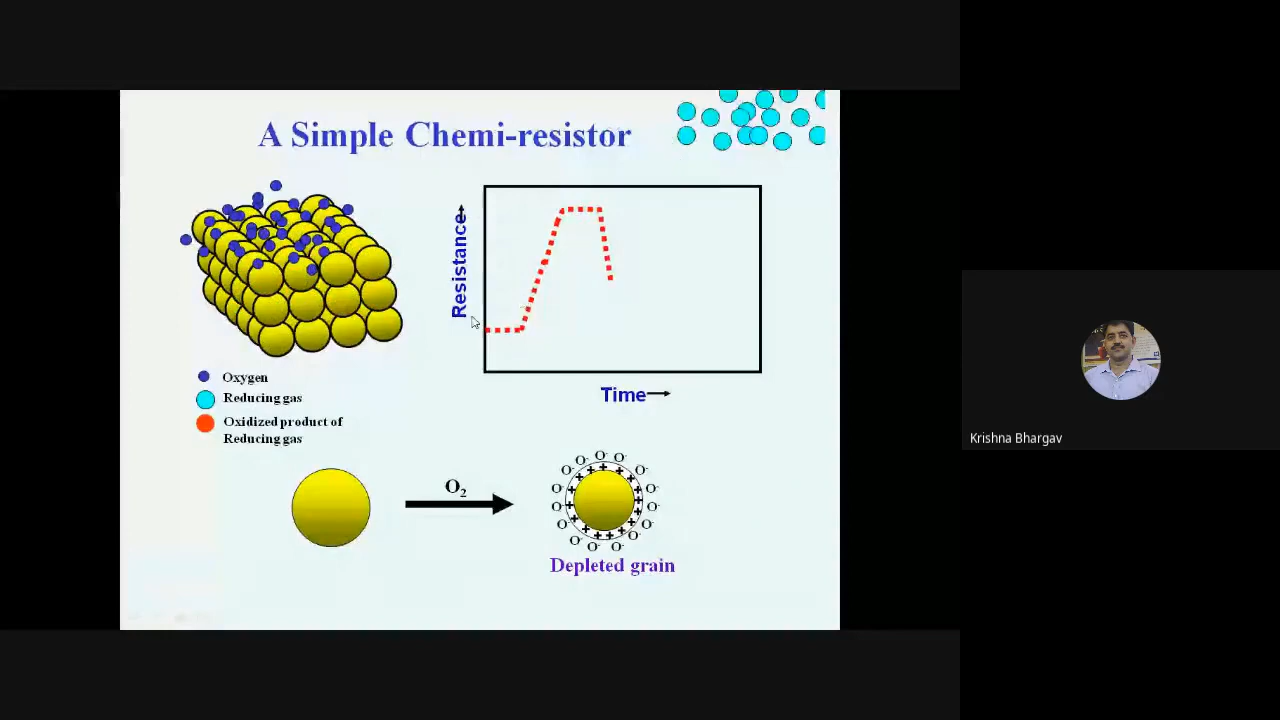 A Simple Chemi-resistor
Resistance
Time
Oxygen
Reducing gas
Oxidized product of
Reducing gas
O₂
O⁻ O⁻ O⁻ O⁻ O⁻ O⁻ O⁻ O⁻ O⁻ O⁻ O⁻ O⁻ O⁻ O⁻ O⁻ O⁻
Depleted grain
Krishna Bhargav